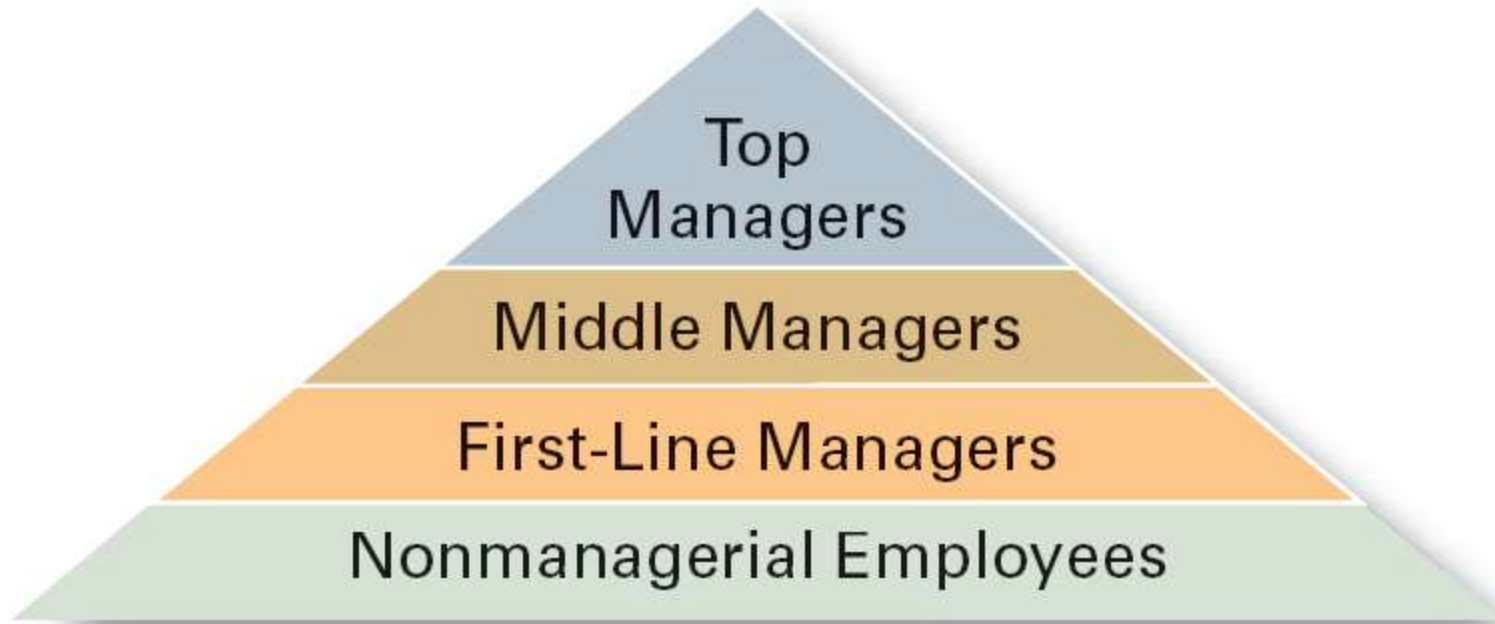 Top
Managers
Middle Managers
First-Line Managers
Nonmanagerial Employees